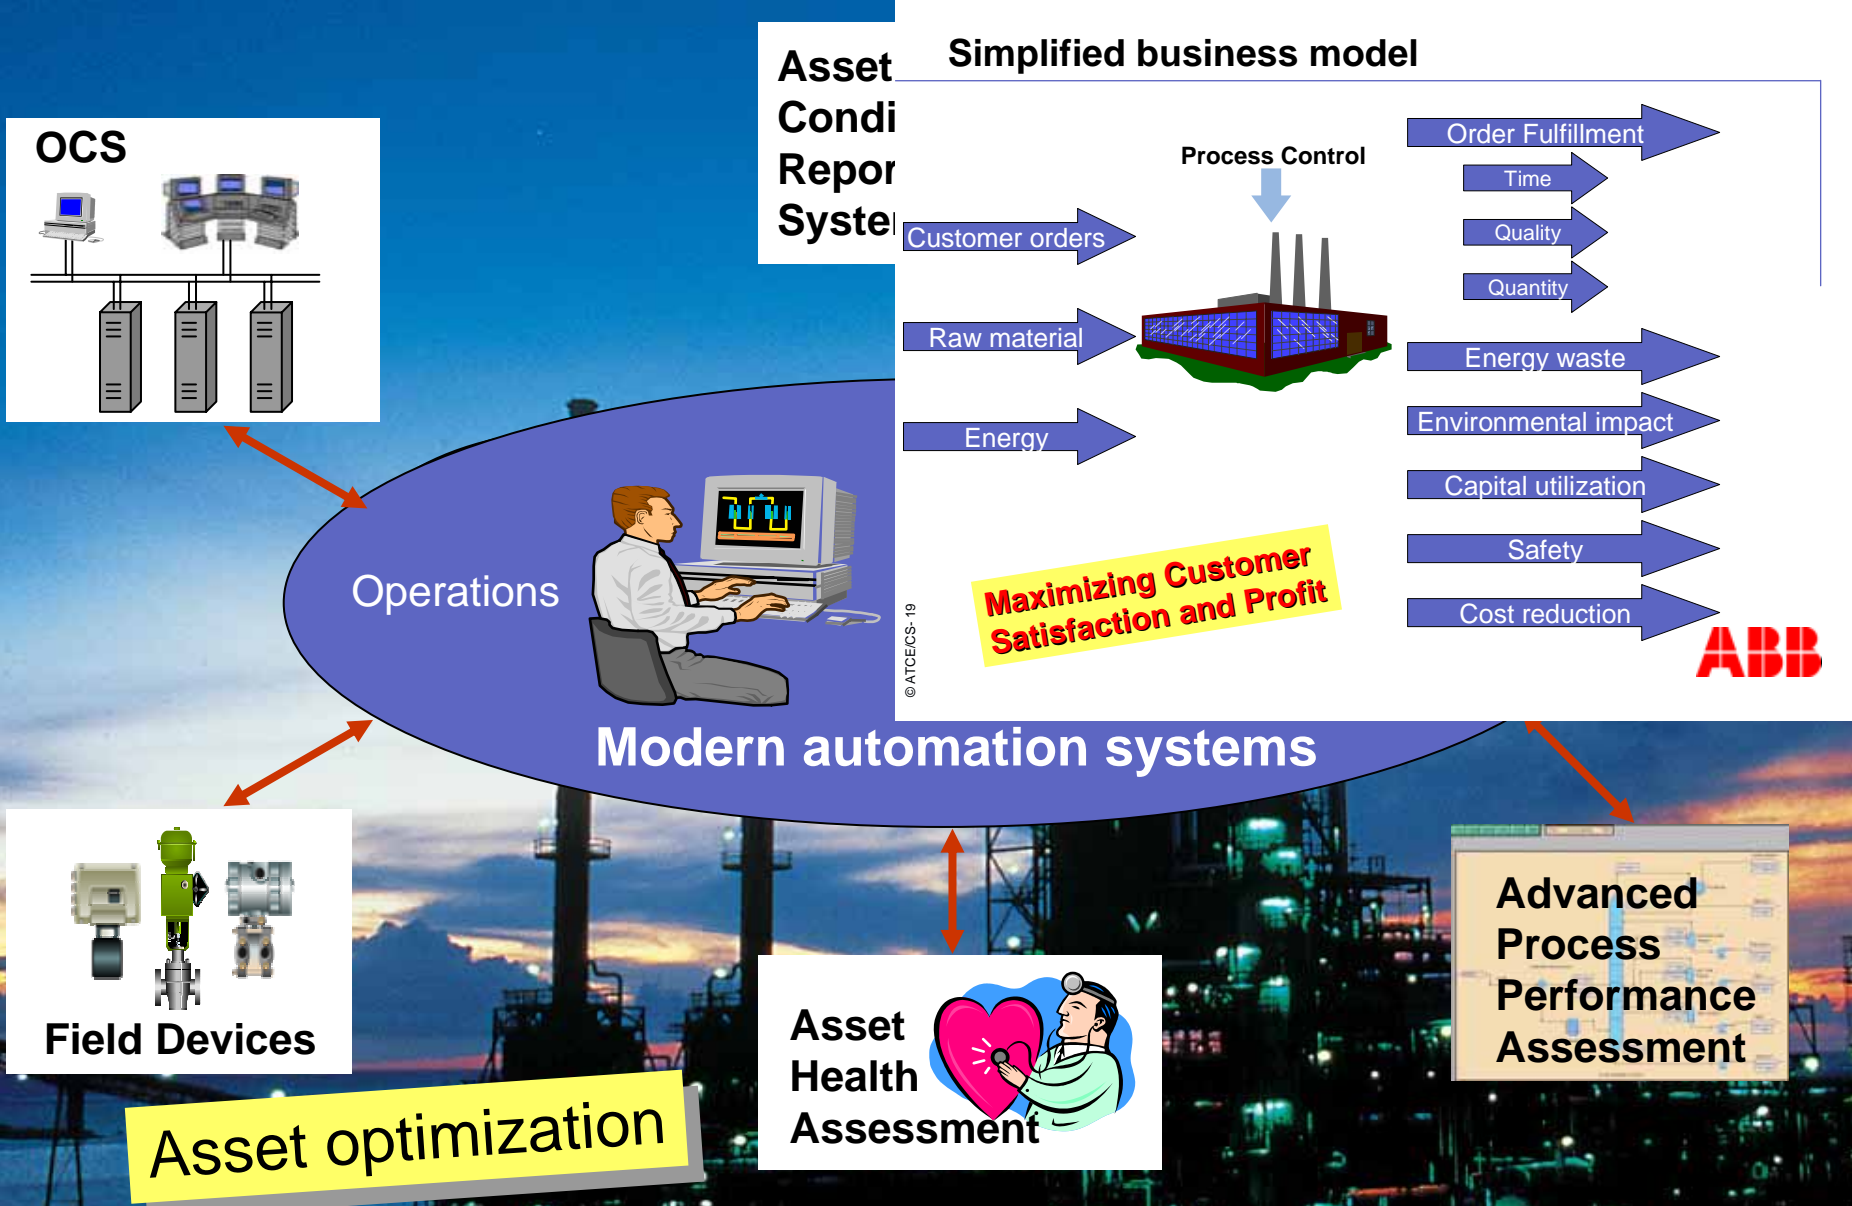 OCS
Asset
Condi
Repor
Simplified business model
Process Control
Customer orders
Raw material
Energy
Order Fulfillment
Time
Quality
Quantity
Energy waste
Environmental impact
Capital utilization
Safety
Cost reduction
Maximizing Customer
Satisfaction and Profit
© ATCE/CS- 19
ABB
Operations
Modern automation systems
Field Devices
Asset optimization
Asset
Health
Assessment
Advanced
Process
Performance
Assessment